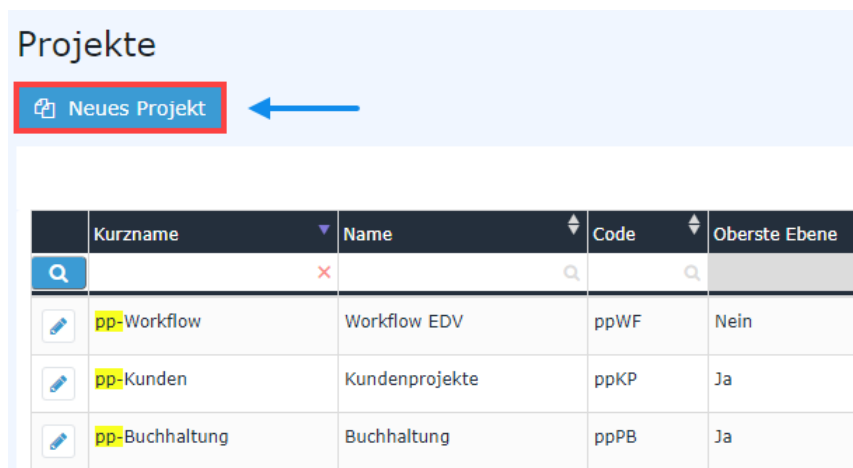 Projekte
Neues Projekt
Kurzname Name Code Oberste Ebene
pp-Workflow Workflow EDV ppWF Nein
pp-Kunden Kundenprojekte ppKP Ja
pp-Buchhaltung Buchhaltung ppPB Ja